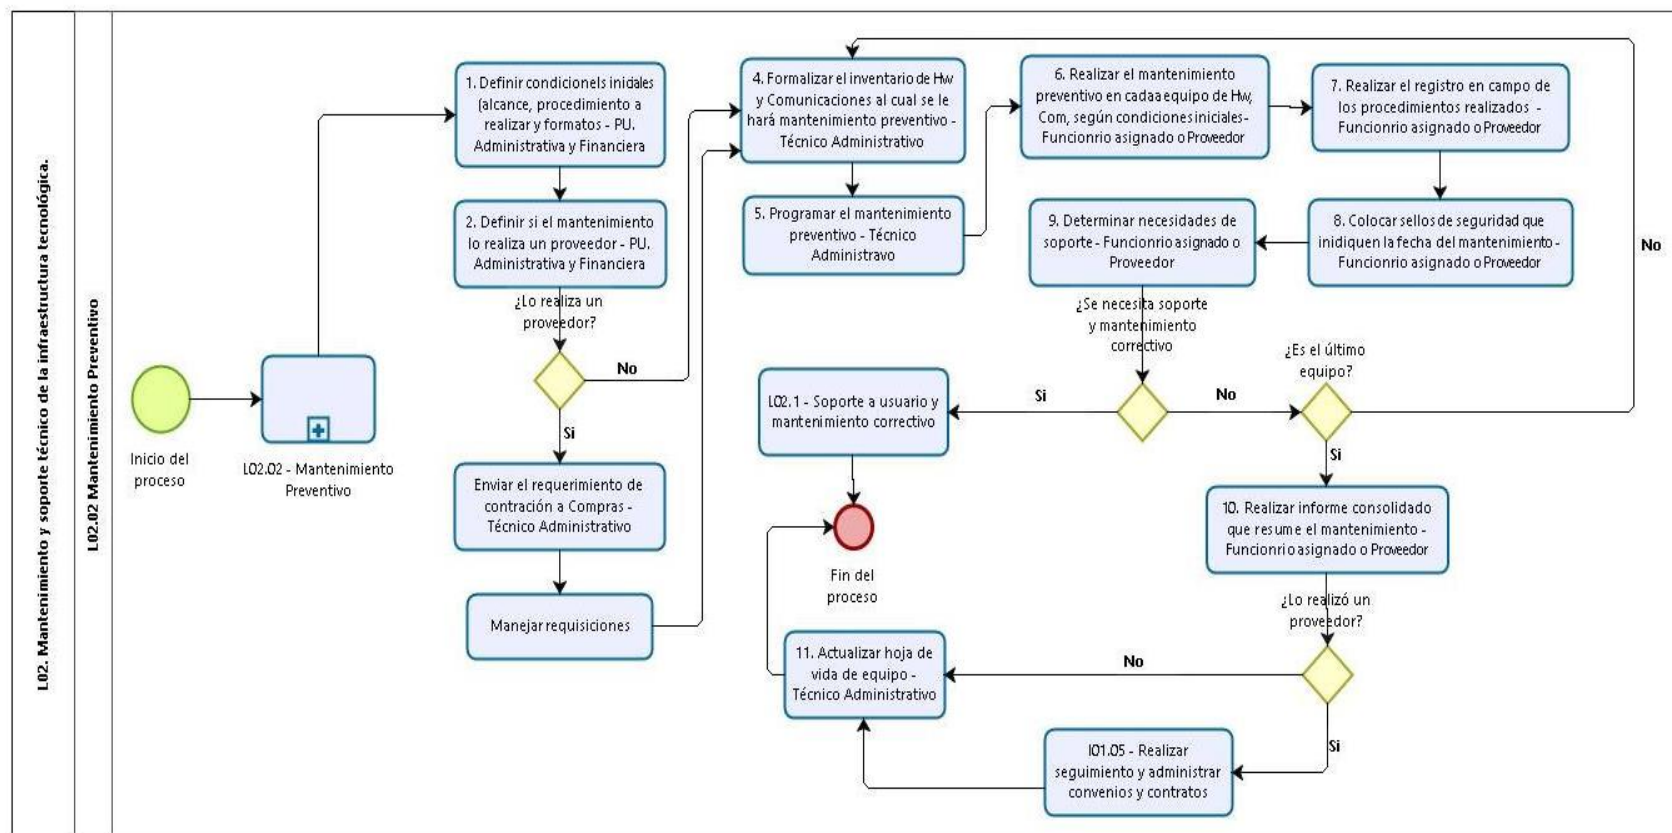 L02. Mantenimiento y soporte técnico de la infraestructura tecnológica.
L02.02 Mantenimiento Preventivo
Inicio del
proceso
L02.02 - Mantenimiento
Preventivo
1. Definir condicionels iniciales
(alcance, procedimiento a
realizar y formatos - PU.
Administrativa y Financiera
2. Definir si el mantenimiento
lo realiza un proveedor - PU.
Administrativa y Financiera
¿Lo realiza un
proveedor?
No
Si
Enviar el requerimiento de
contración a Compras -
Técnico Administrativo
Manejar requisiciones
4. Formalizar el inventario de Hw
y Comunicaciones al cual se le
hará mantenimiento preventivo -
Técnico Administrativo
5. Programar el mantenimiento
preventivo - Técnico
Administravo
6. Realizar el mantenimiento
preventivo en cadaa equipo de Hw,
Com, según condiciones iniciales-
Funcionrio asignado o Proveedor
7. Realizar el registro en campo de
los procedimientos realizados -
Funcionrio asignado o Proveedor
8. Colocar sellos de seguridad que
inidiquen la fecha del mantenimiento -
Funcionrio asignado o Proveedor
9. Determinar necesidades de
soporte - Funcionrio asignado o
Proveedor
¿Se necesita soporte
y mantenimiento
correctivo
Si
No
L02.1 - Soporte a usuario y
mantenimiento correctivo
¿Es el último
equipo?
No
Si
10. Realizar informe consolidado
que resume el mantenimiento -
Funcionrio asignado o Proveedor
¿Lo realizó un
proveedor?
No
Si
I01.05 - Realizar
seguimiento y administrar
convenios y contratos
11. Actualizar hoja de
vida de equipo -
Técnico Administrativo
Fin del
proceso